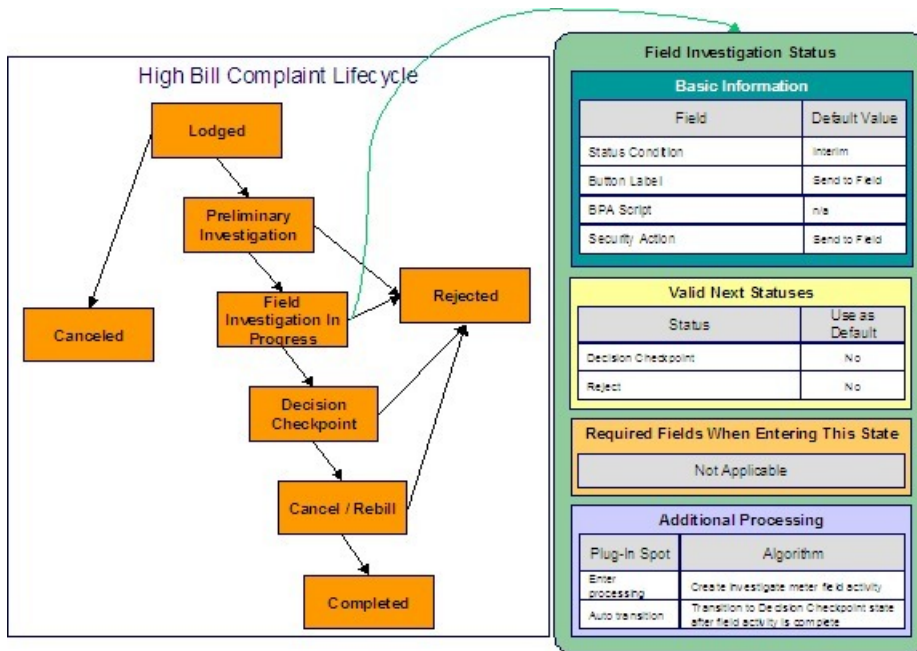 High Bill Complaint Lifecycle
Lodged
Preliminary
Investigation
Field
Investigation In
Progress
Rejected
Canceled
Decision
Checkpoint
Cancel / Rebill
Completed
Field Investigation Status
Basic Information
Field Default Value
Status Condition Interim
Button Label Send to Field
BPA Script n/a
Security Action Send to Field
Valid Next Statuses
Status Use as
Default
Decision Checkpoint No
Reject No
Required Fields When Entering This State
Not Applicable
Additional Processing
Plug-In Spot Algorithm
Enter
processing Create investigate meter field activity
Auto transition Transition to Decision Checkpoint state
after field activity is complete